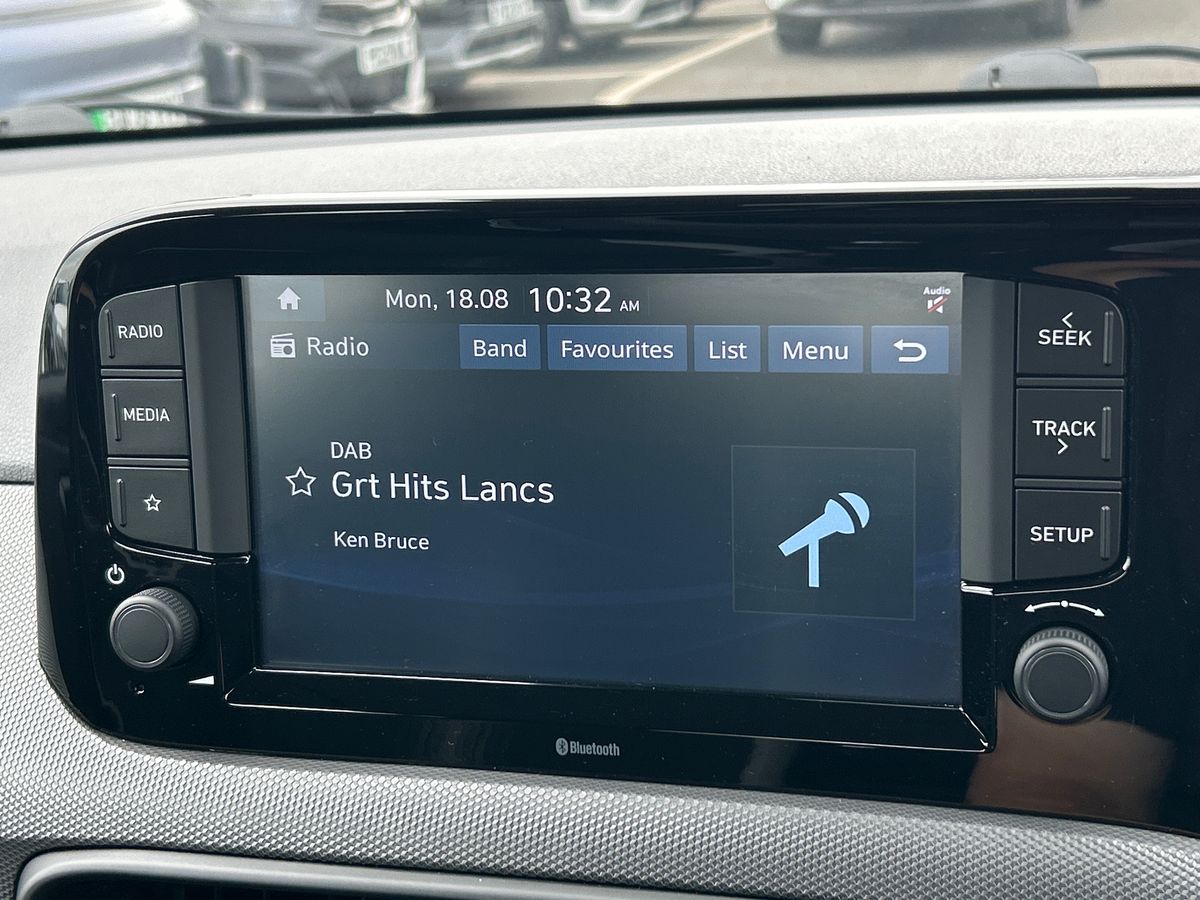 Mon, 18.08 10:32 AM
Audio
Radio
Band
Favourites
List
Menu
RADIO
MEDIA
SEEK
TRACK
SETUP
DAB
Grt Hits Lancs
Ken Bruce
Bluetooth